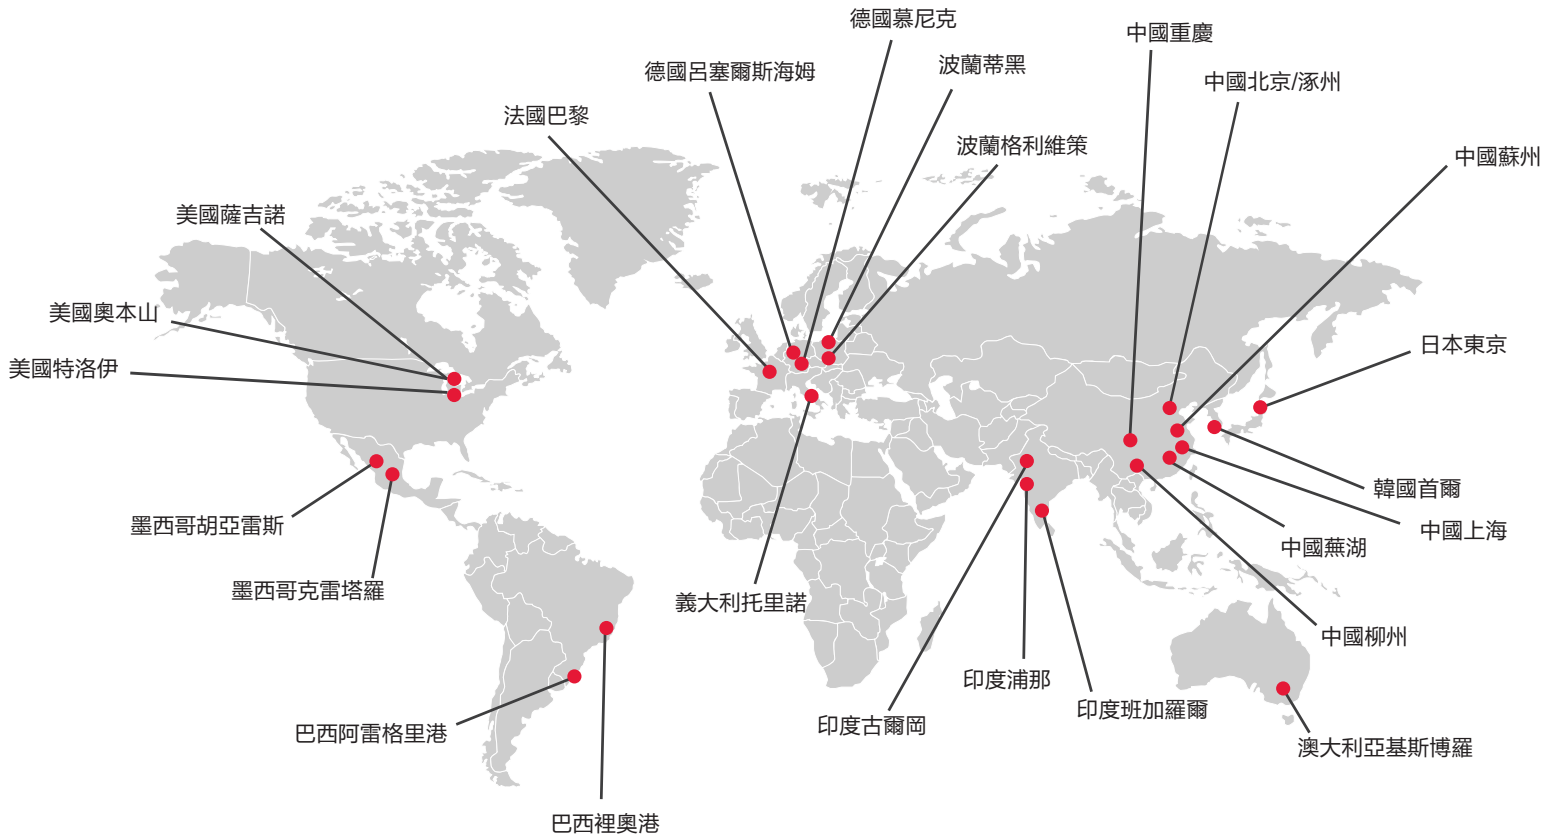 德國慕尼克
中國重慶
德國呂塞爾斯海姆
波蘭蒂黑
中國北京/涿州
法國巴黎
波蘭格利維策
中國蘇州
美國薩吉諾
美國奧本山
日本東京
美國特洛伊
韓國首爾
墨西哥胡亞雷斯
中國上海
中國蕪湖
墨西哥克雷塔羅
義大利托里諾
中國柳州
印度浦那
印度班加羅爾
印度古爾岡
巴西阿雷格里港
澳大利亞基斯博羅
巴西裡奧港